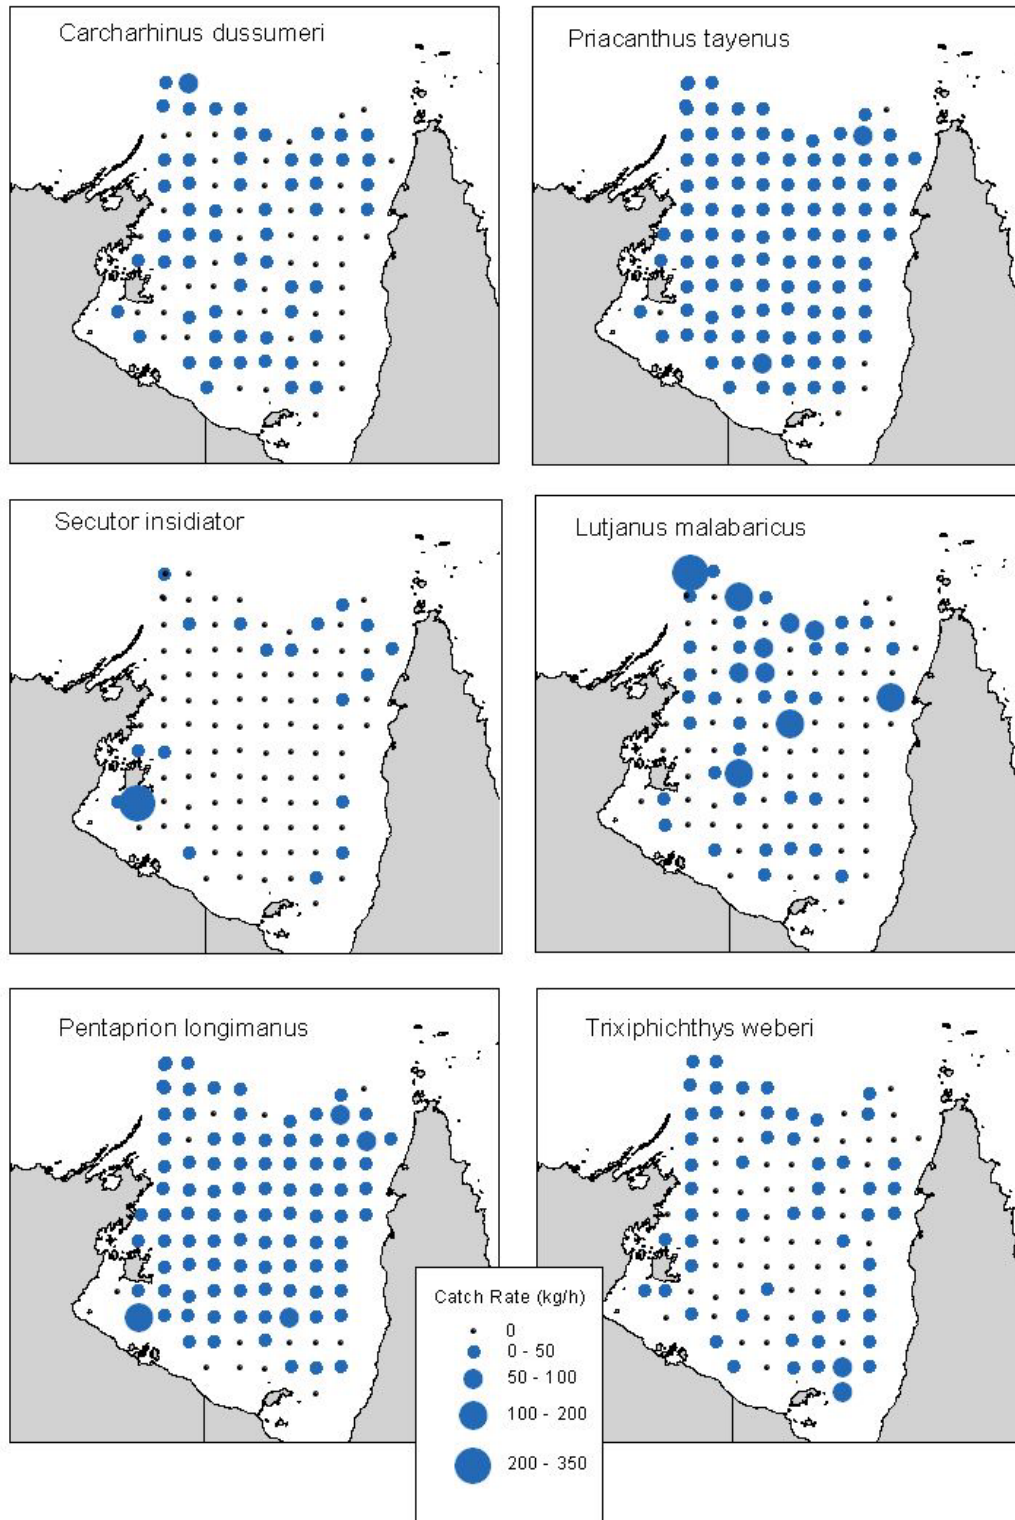 Carcharhinus dussumeri
Priacanthus tayenus
Secutor insidiator
Lutjanus malabaricus
Pentaprion longimanus
Trixiphichthys weberi
Catch Rate (kg/h)
0
0 - 50
50 - 100
100 - 200
200 - 350